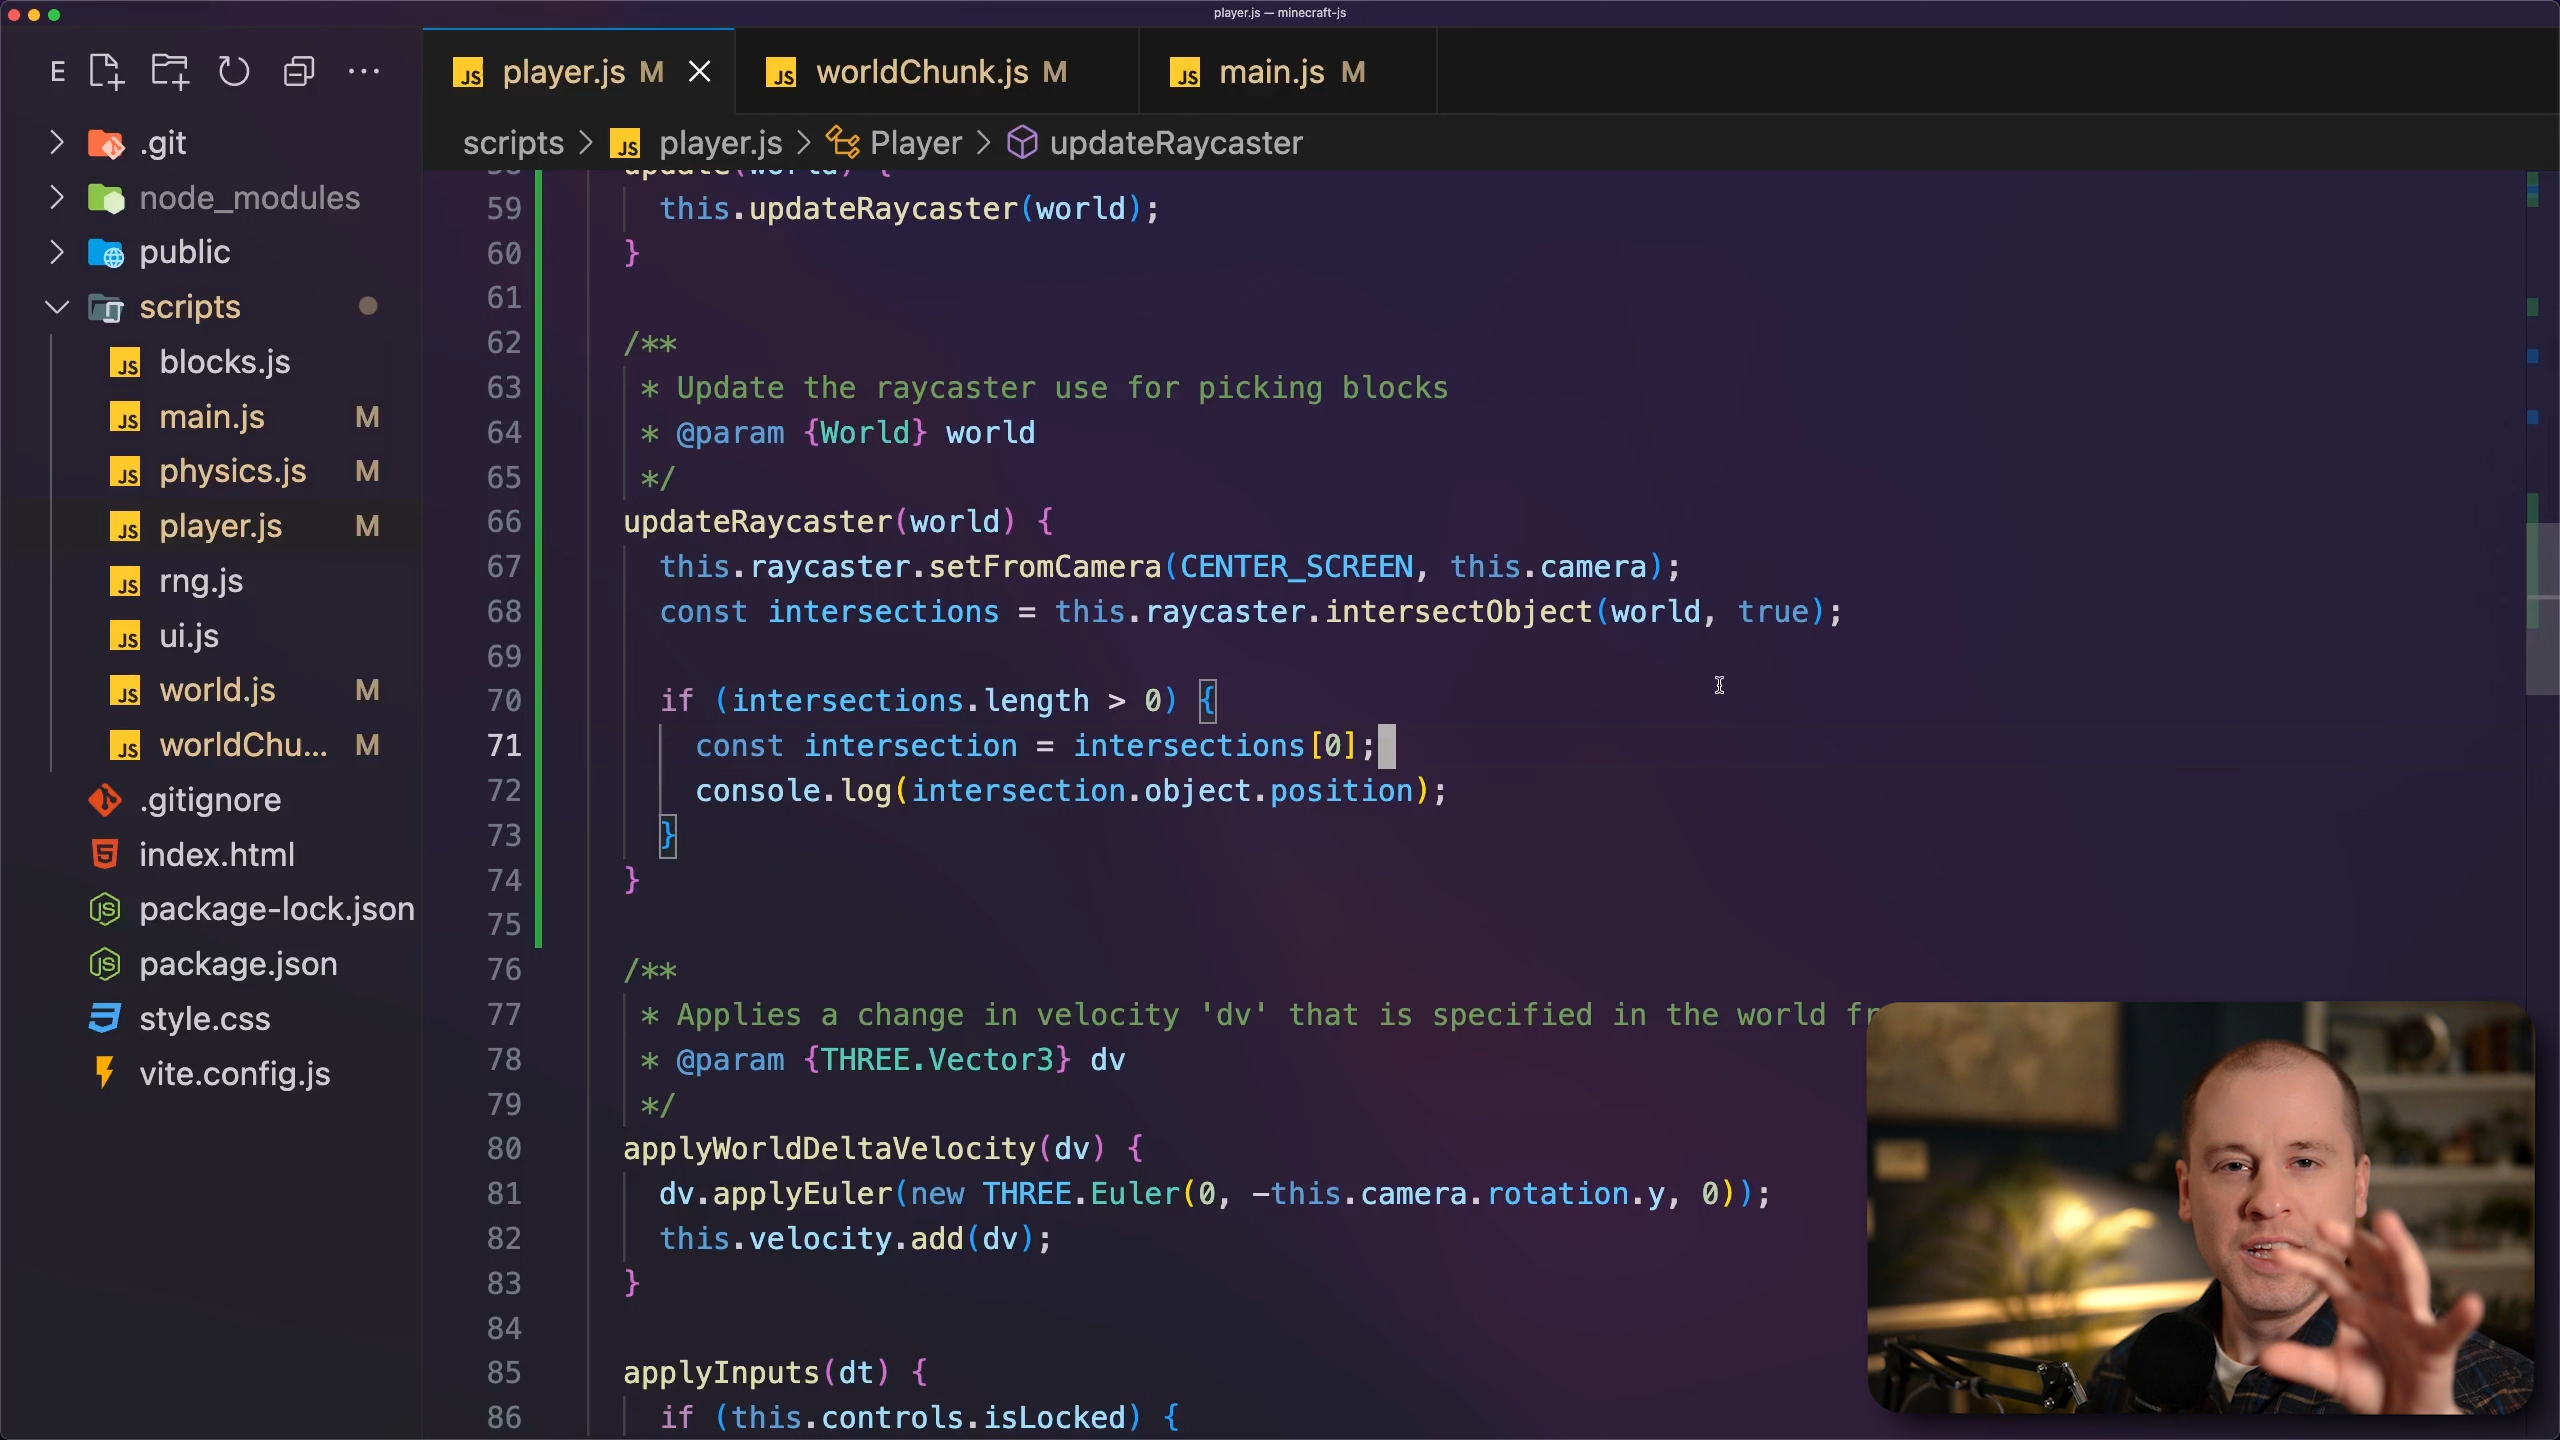 player.js — minecraft-js
E
player.js M
worldChunk.js M
main.js M
scripts > player.js > Player > updateRaycaster
.git
node_modules
public
scripts
blocks.js
main.js M
physics.js M
player.js M
rng.js
ui.js
world.js M
worldChu... M
.gitignore
index.html
package-lock.json
package.json
style.css
vite.config.js
58 update(world) {
59 this.updateRaycaster(world);
60 }
61
62 /**
63 * Update the raycaster use for picking blocks
64 * @param {World} world
65 */
66 updateRaycaster(world) {
67 this.raycaster.setFromCamera(CENTER_SCREEN, this.camera);
68 const intersections = this.raycaster.intersectObject(world, true);
69
70 if (intersections.length > 0) {
71 const intersection = intersections[0];
72 console.log(intersection.object.position);
73 }
74 }
75
76 /**
77 * Applies a change in velocity 'dv' that is specified in the world fr
78 * @param {THREE.Vector3} dv
79 */
80 applyWorldDeltaVelocity(dv) {
81 dv.applyEuler(new THREE.Euler(0, -this.camera.rotation.y, 0));
82 this.velocity.add(dv);
83 }
84
85 applyInputs(dt) {
86 if (this.controls.isLocked) {